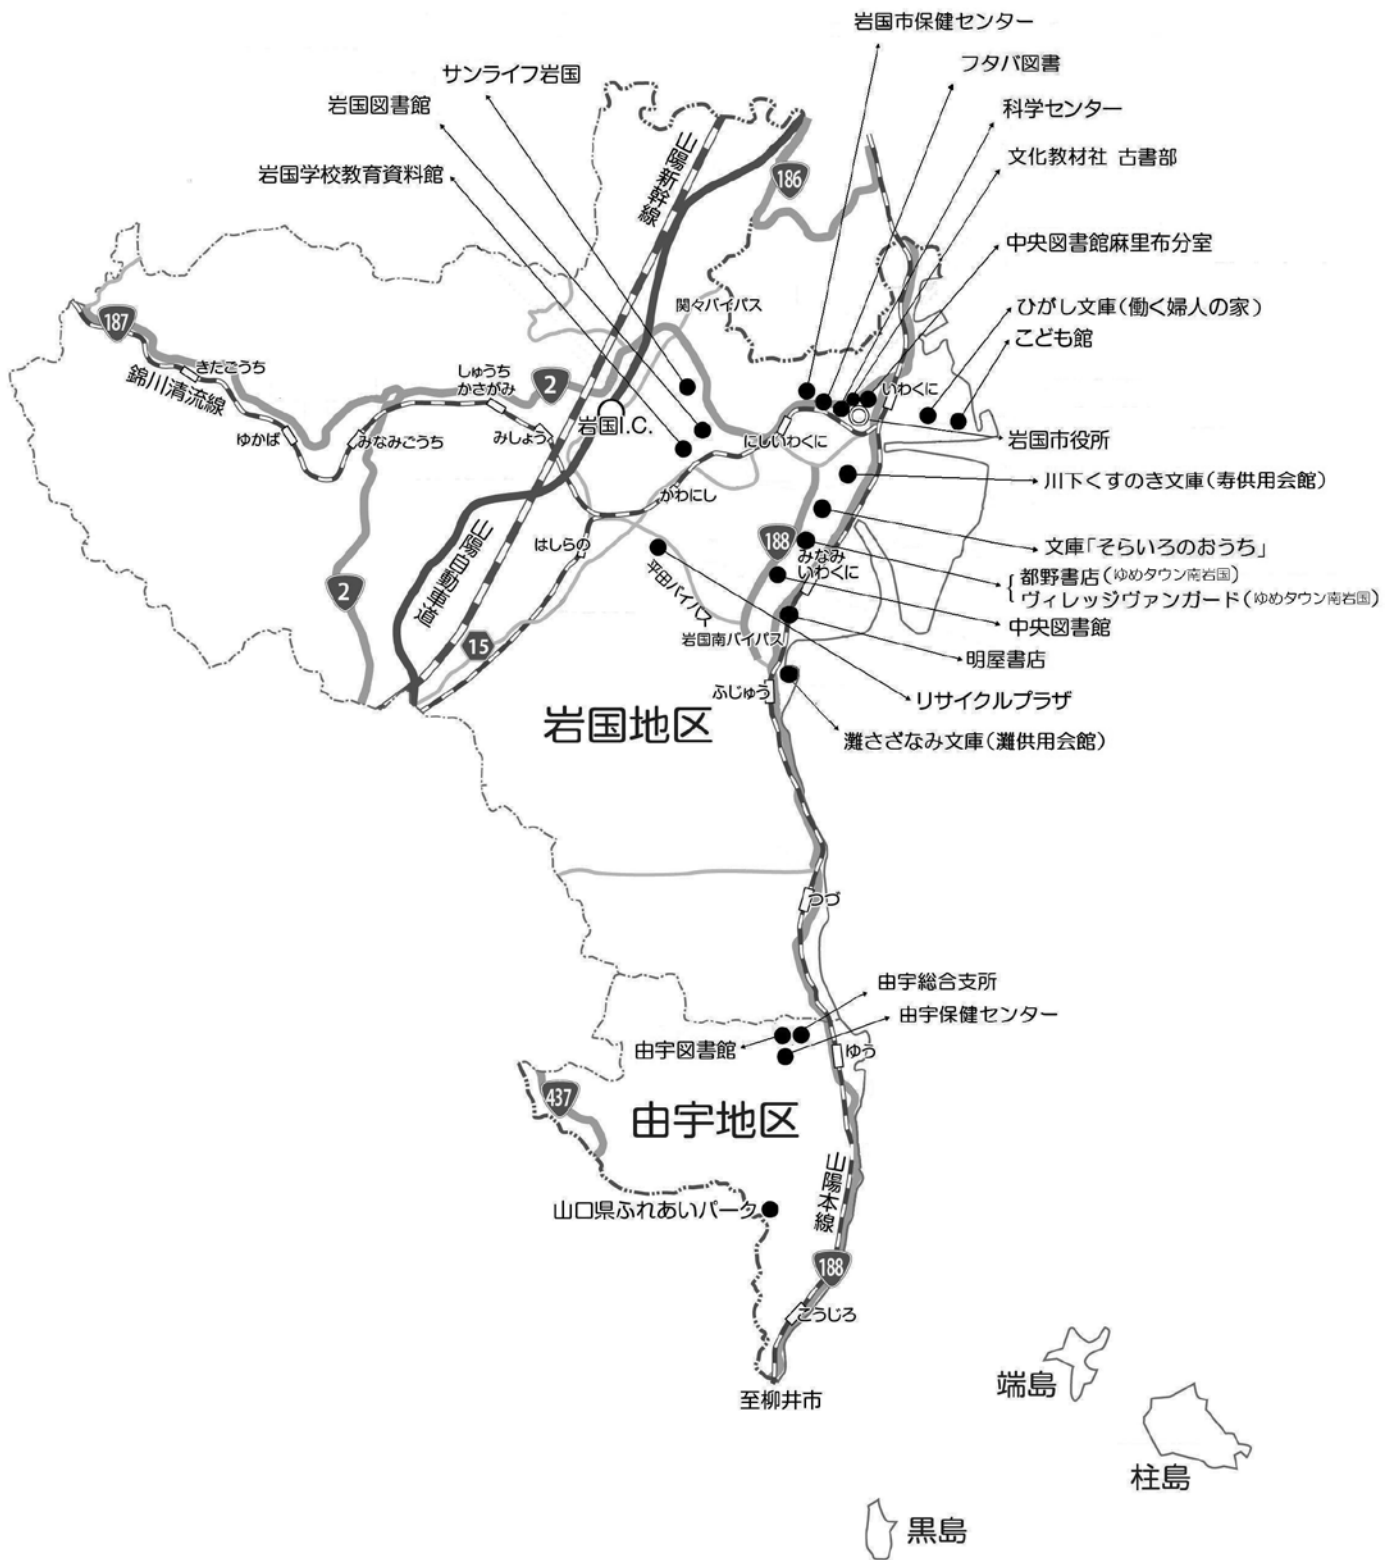 岩国市保健センター
フタバ図書
サンライフ岩国
岩国図書館
科学センター
文化教材社 古書部
岩国学校教育資料館
山陽新幹線
186
中央図書館麻里布分室
関々バイパス
ひがし文庫(働く婦人の家)
こども館
187
きたごうち
錦川清流線
しゅうち
かさがみ
2
いわくに
岩国I.C.
ゆかば
みなみごうち
みしょう
にしいわくに
岩国市役所
川下くすのき文庫(寿供用会館)
かわにし
山陽自動車道
はしらの
188
文庫「そらいろのおうち」
みなみ
いわくに
都野書店(ゆめタウン南岩国)
ヴィレッジヴァンガード(ゆめタウン南岩国)
2
平田バイパス
中央図書館
15
岩国南バイパス
明屋書店
ふじゅう
リサイクルプラザ
岩国地区
灘さざなみ文庫(灘供用会館)
つづ
由宇総合支所
由宇保健センター
由宇図書館
ゆう
437
由宇地区
山陽本線
山口県ふれあいパーク
188
こうじろ
至柳井市
端島
柱島
黒島